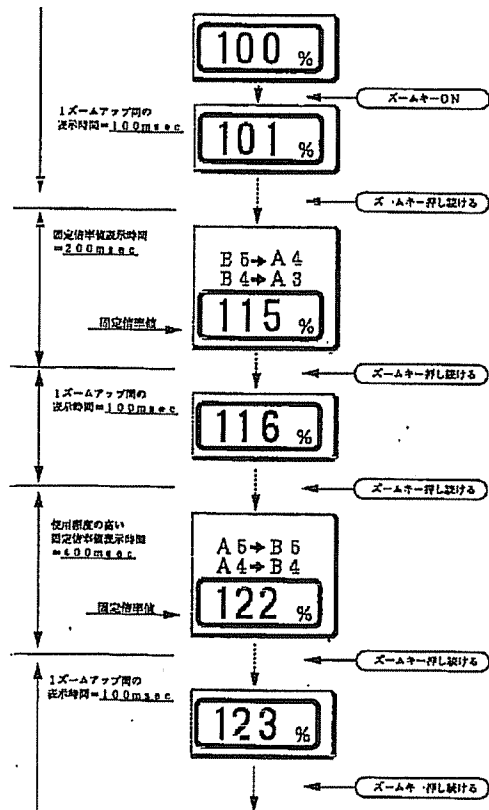 100 %
ズームキーON
1ズームアップ間の
表示時間=100msec
101 %
ズームキー押し続ける
固定倍率値表示時間
=200msec
B5→A4
B4→A3
固定倍率値
115 %
ズームキー押し続ける
1ズームアップ間の
表示時間=100msec
116 %
ズームキー押し続ける
使用頻度の高い
固定倍率値表示時間
=400msec
A5→B5
A4→B4
固定倍率値
122 %
ズームキー押し続ける
1ズームアップ間の
表示時間=100msec
123 %
ズームキー押し続ける